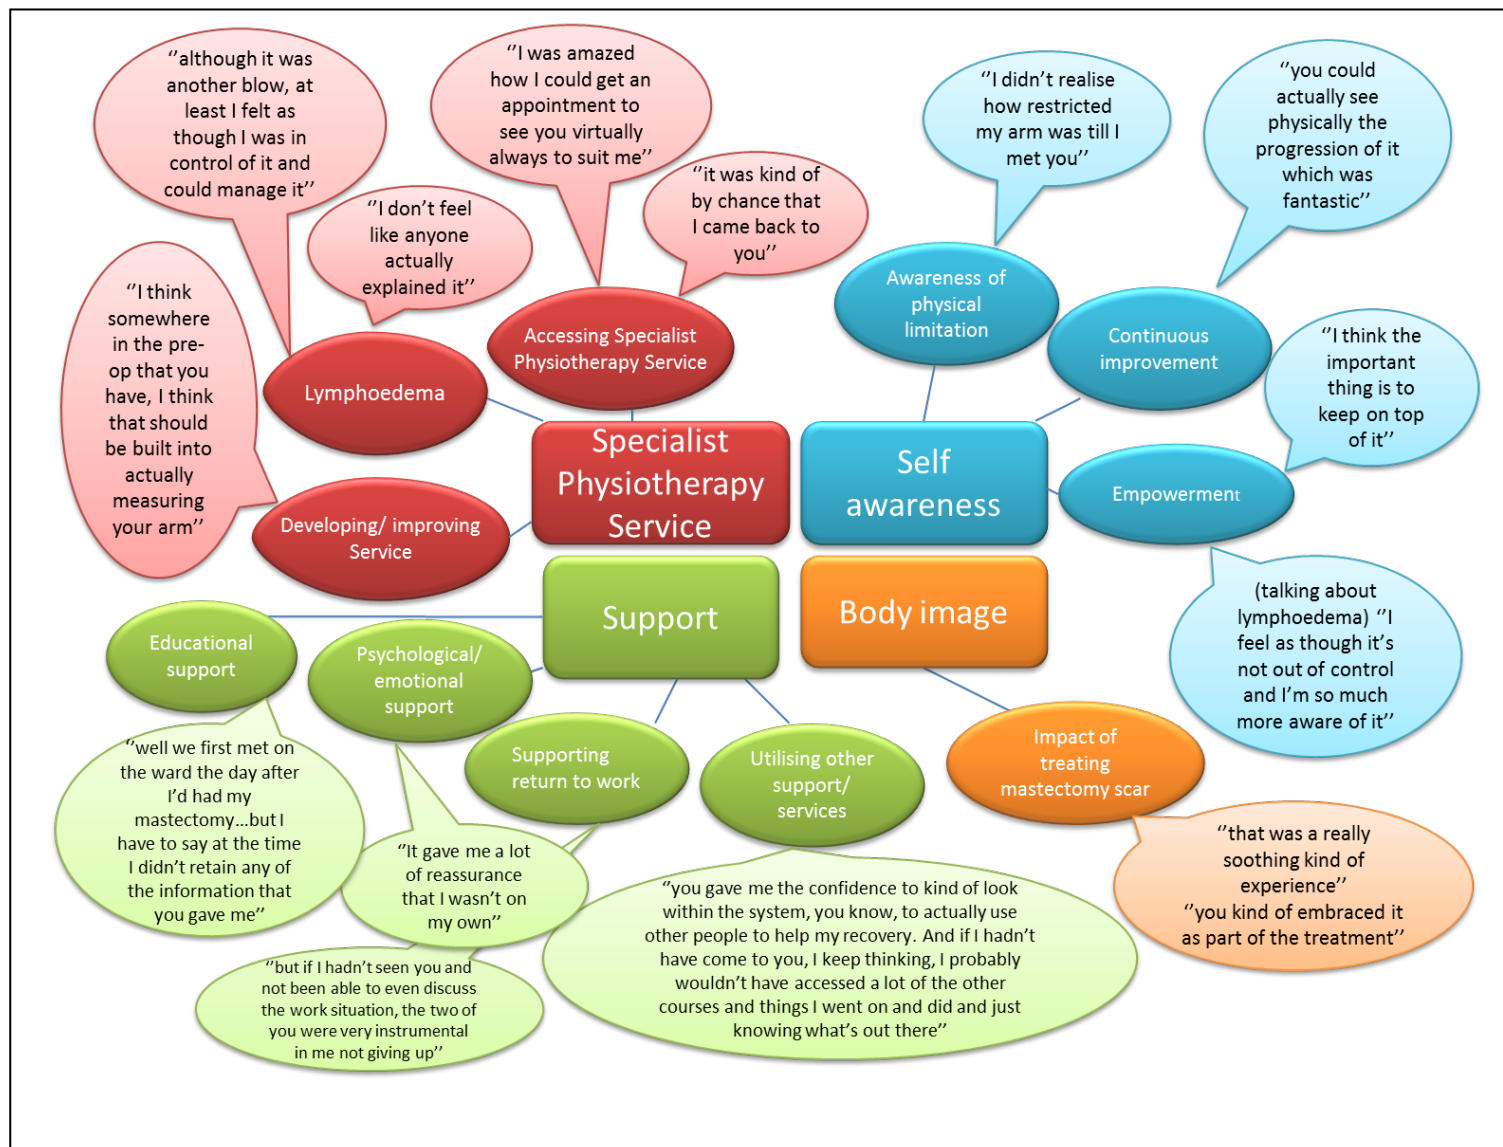 ‘’although it was
another blow, at
least I felt as
though I was in
control of it and
could manage it’’
‘’I was amazed
how I could get an
appointment to
see you virtually
always to suit me’’
‘’I don’t feel
like anyone
actually
explained it’’
‘’it was kind of
by chance that
I came back to
you’’
‘’I think
somewhere
in the pre-
op that you
have, I think
that should
be built into
actually
measuring
your arm’’
Lymphoedema
Accessing Specialist
Physiotherapy Service
Developing/ improving
Service
Specialist
Physiotherapy
Service
‘’I didn’t realise
how restricted
my arm was till I
met you’’
‘’you could
actually see
physically the
progression of it
which was
fantastic’’
Awareness of
physical
limitation
Continuous
improvement
‘’I think the
important
thing is to
keep on top
of it’’
Self
awareness
Empowerment
(talking about
lymphoedema) ‘’I
feel as though it’s
not out of control
and I’m so much
more aware of it’’
Support
Educational
support
Psychological/
emotional
support
Supporting
return to work
Utilising other
support/
services
‘’well we first met on
the ward the day after
I’d had my
mastectomy…but I
have to say at the time
I didn’t retain any of
the information that
you gave me’’
‘’It gave me a lot
of reassurance
that I wasn’t on
my own’’
‘’but if I hadn’t seen you and
not been able to even discuss
the work situation, the two of
you were very instrumental
in me not giving up’’
‘’you gave me the confidence to kind of look
within the system, you know, to actually use
other people to help my recovery. And if I hadn’t
have come to you, I keep thinking, I probably
wouldn’t have accessed a lot of the other
courses and things I went on and did and just
knowing what’s out there’’
Body image
Impact of
treating
mastectomy scar
‘’that was a really
soothing kind of
experience’’
‘’you kind of embraced it
as part of the treatment’’